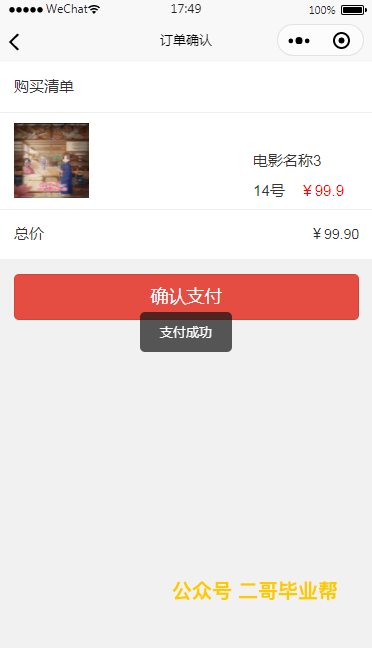 ●●●●● WeChat 17:49 100%
订单确认
购买清单
电影名称3
14号 ￥99.9
总价 ￥99.90
确认支付
支付成功
公众号 二哥毕业帮